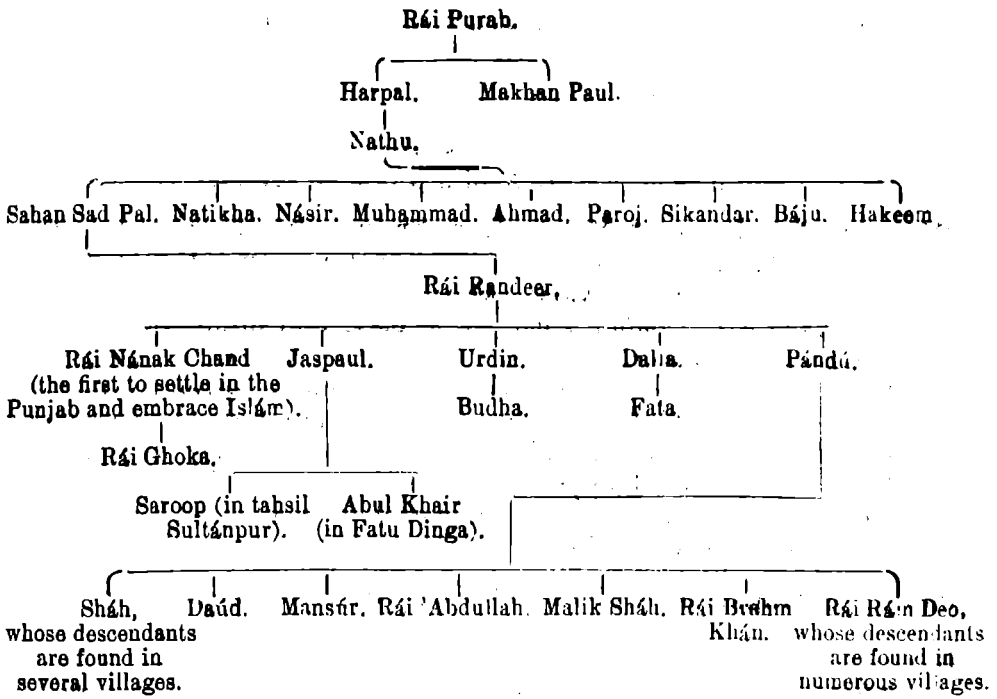 Rái Purab.
Harpal. Makhan Paul.
Nathu.
Sahan Sad Pal. Natikha. Násir. Muhammad. Ahmad. Paroj. Sikandar. Báju. Hakeem.
Rái Randeer.
Rái Nának Chand Jaspaul. Urdin. Dalla. Pándú.
(the first to settle in the
Punjab and embrace Islám). Budha. Fata.
Rái Ghoka.
Saroop (in tahsil Abul Khair
Sultánpur). (in Fatu Dinga).
Sháh, Daúd. Mansúr. Rái 'Abdullah. Malik Sháh. Rái Brahm Rái Rám Deo,
whose descendants Khán. whose descendants
are found in are found in
several villages. numerous villages.